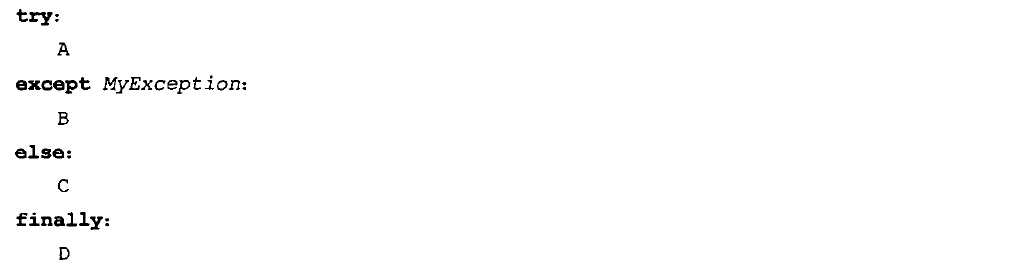 try:
    A
except MyException:
    B
else:
    C
finally:
    D